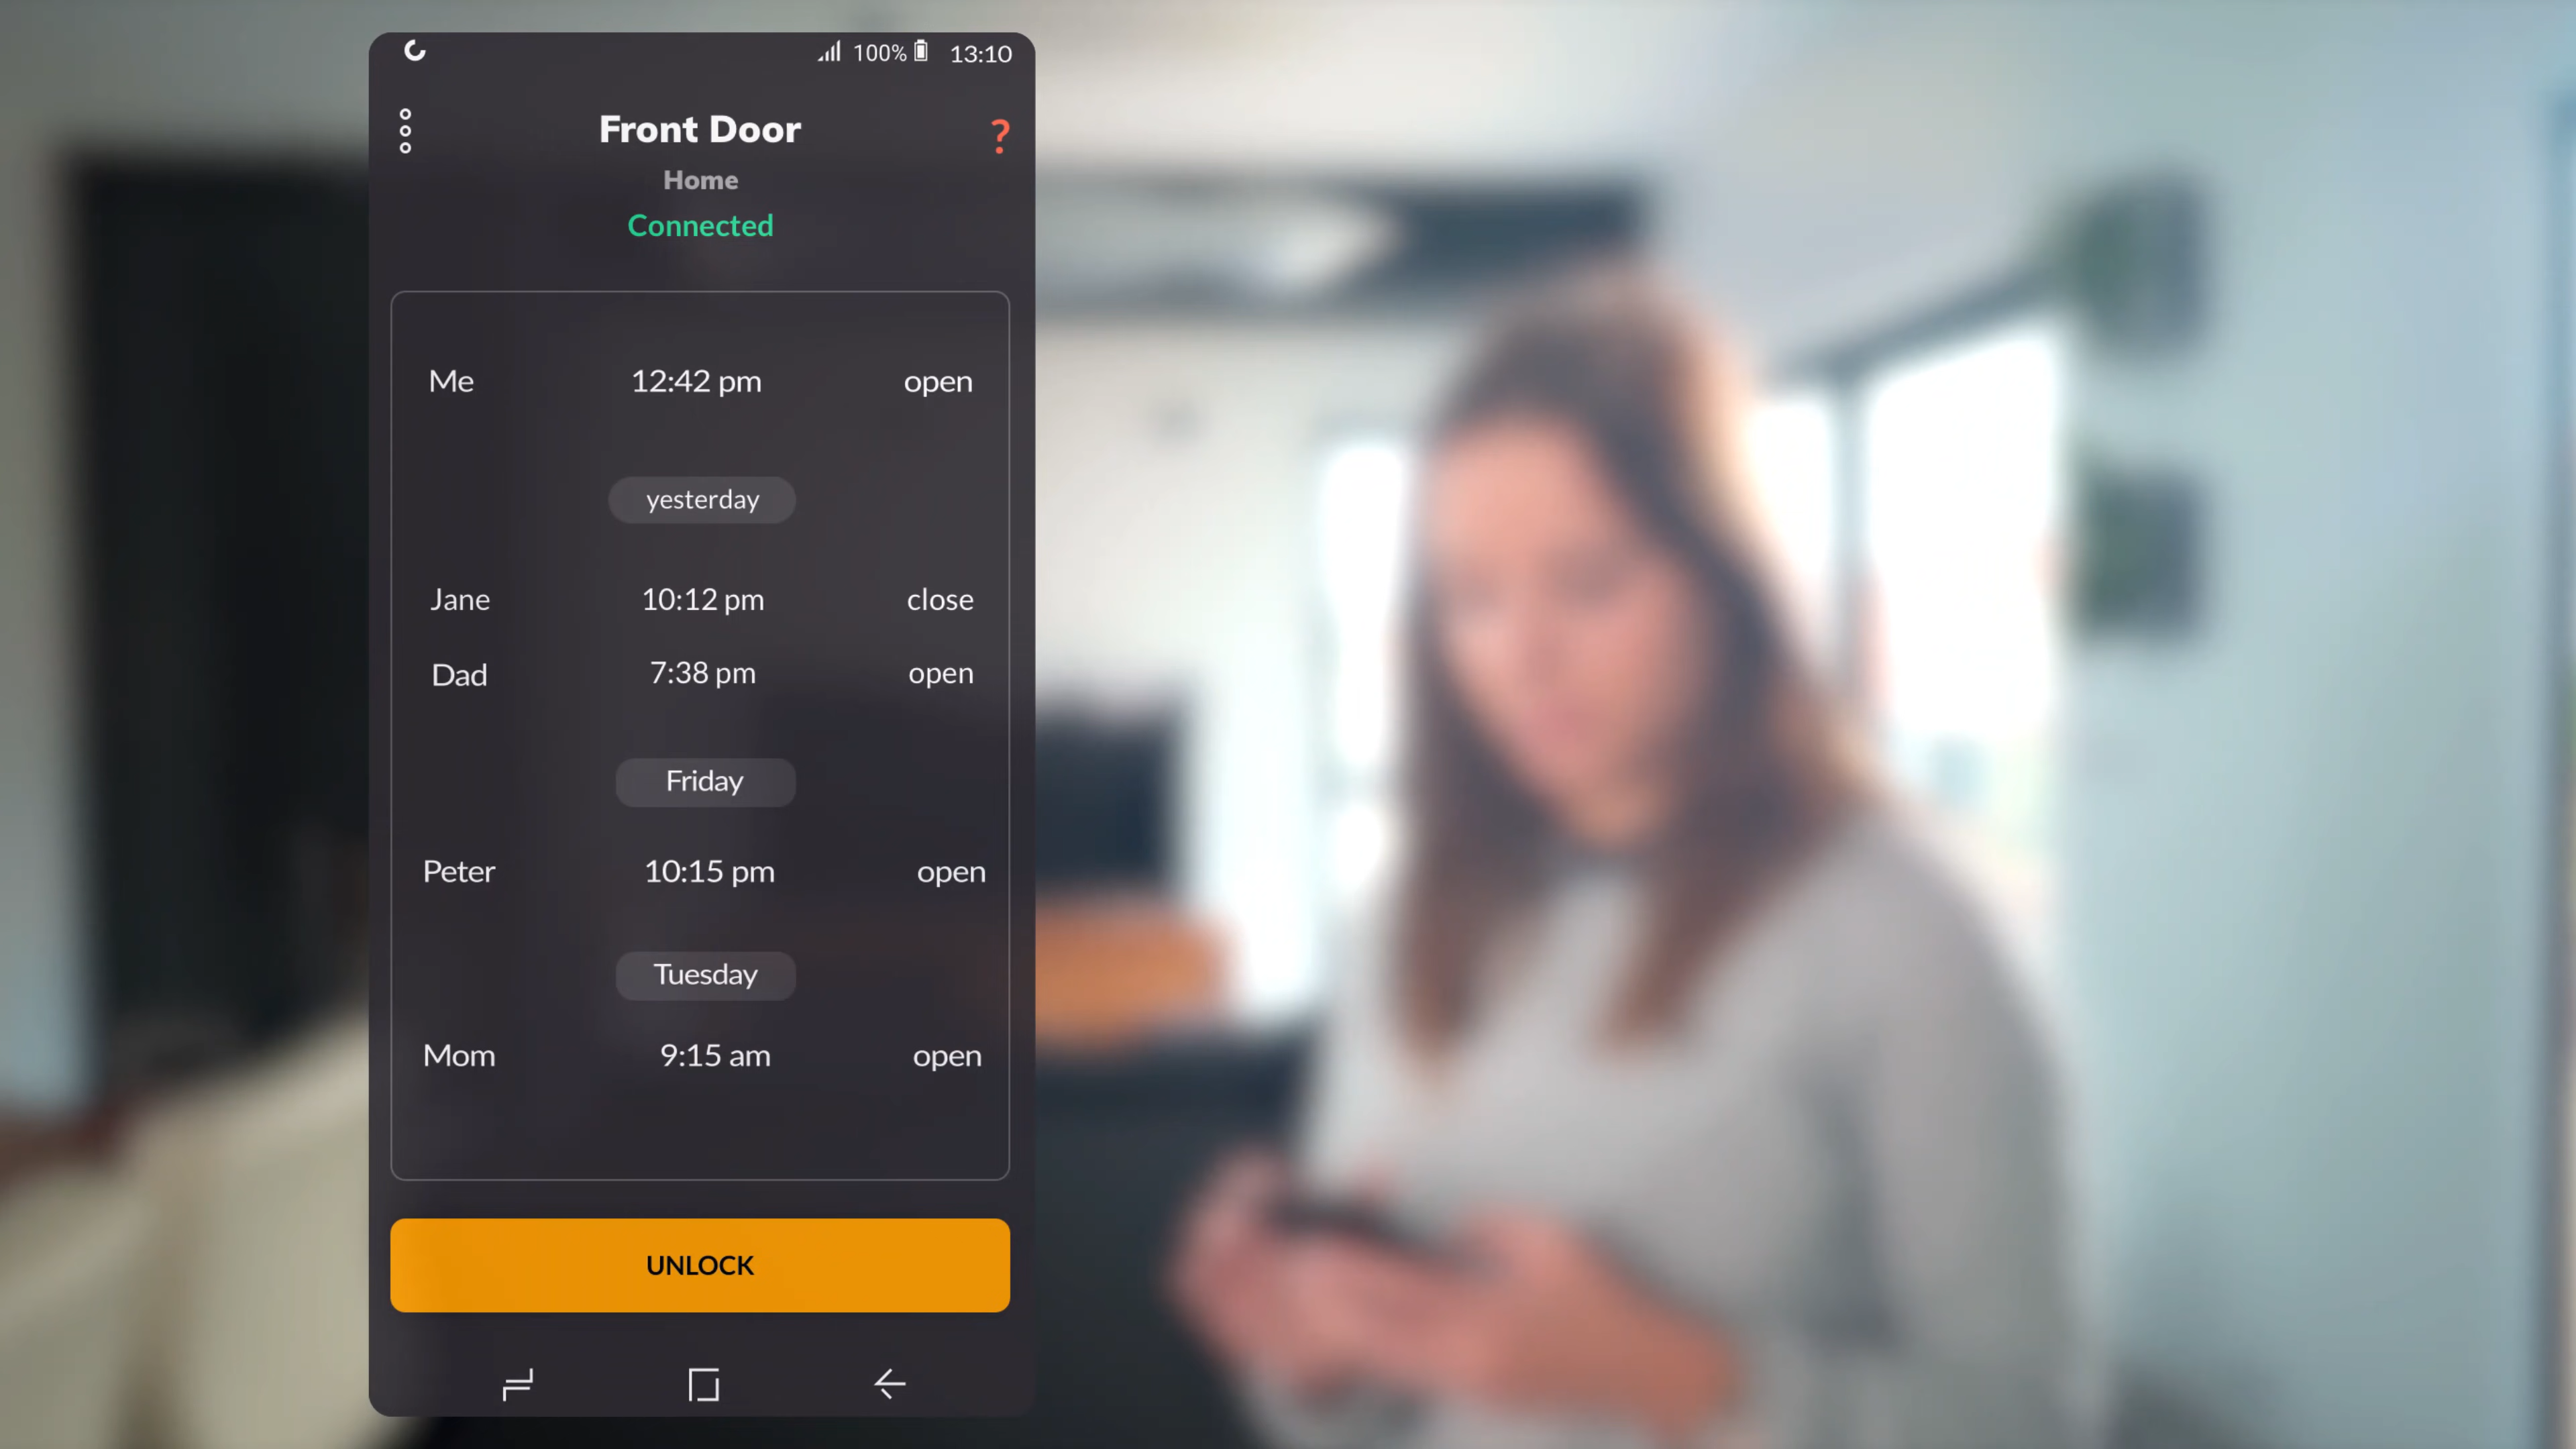 100% 13:10
Front Door
?
Home
Connected
Me 12:42 pm open
yesterday
Jane 10:12 pm close
Dad 7:38 pm open
Friday
Peter 10:15 pm open
Tuesday
Mom 9:15 am open
UNLOCK